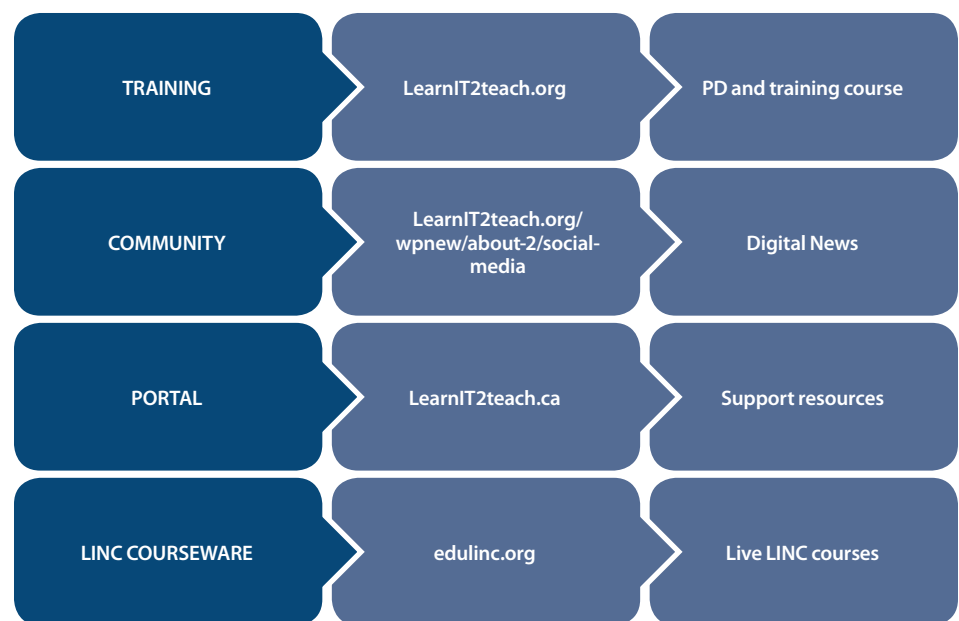 TRAINING
LearnIT2teach.org
PD and training course
COMMUNITY
LearnIT2teach.org/
wpnew/about-2/social-
media
Digital News
PORTAL
LearnIT2teach.ca
Support resources
LINC COURSEWARE
edulinc.org
Live LINC courses